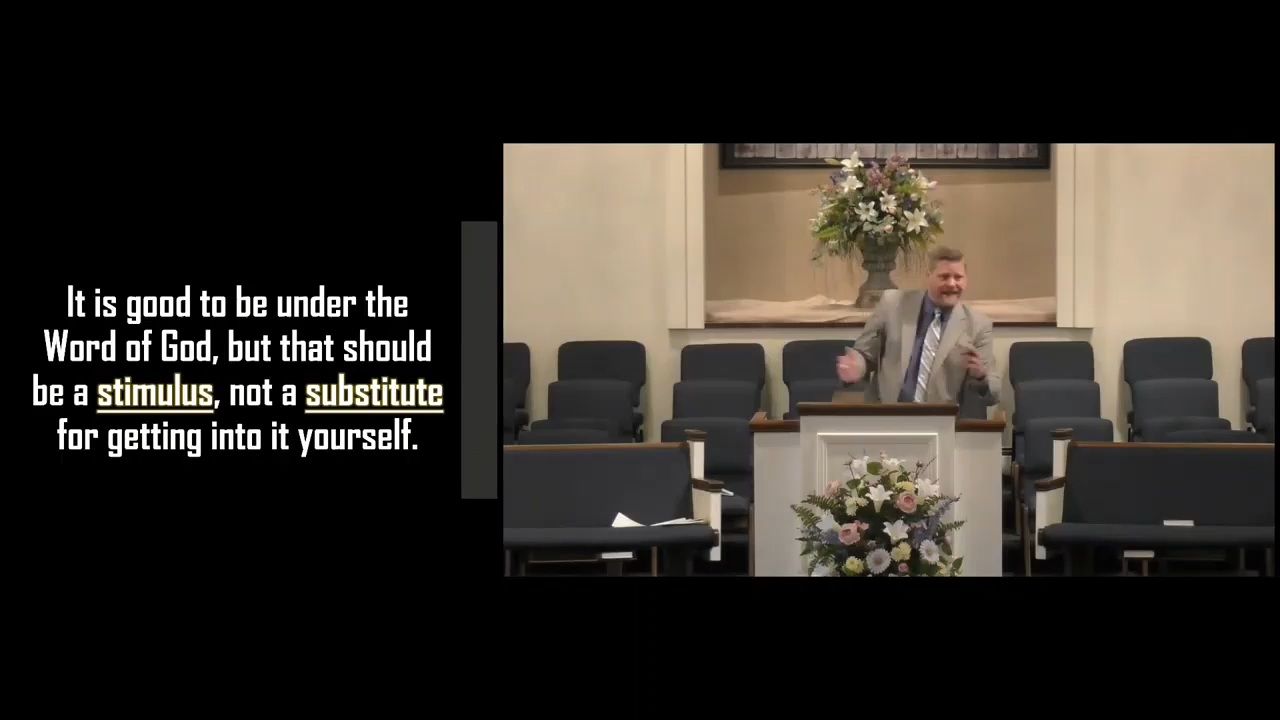 It is good to be under the
Word of God, but that should
be a stimulus, not a substitute
for getting into it yourself.